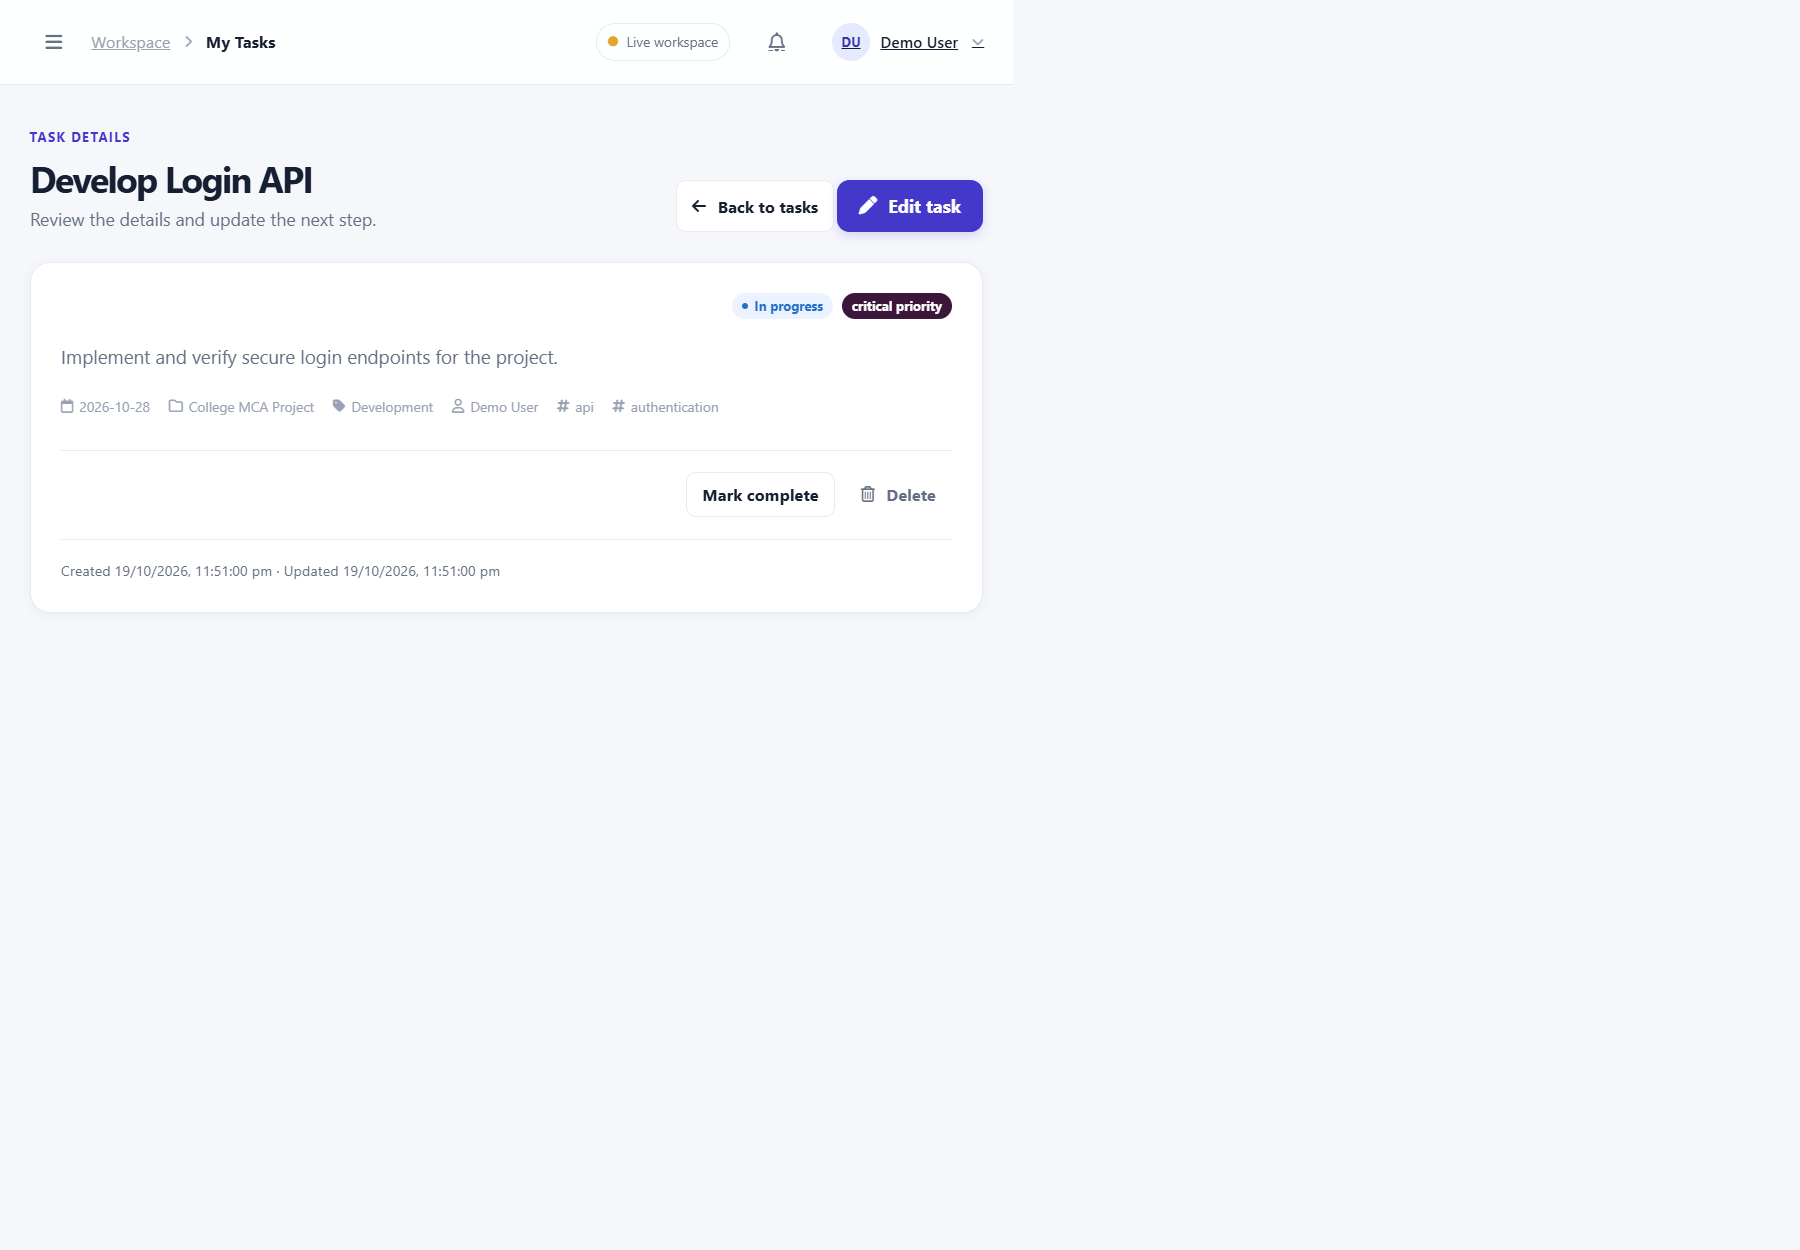 Workspace > My Tasks
Live workspace
DU Demo User
TASK DETAILS
Develop Login API
Review the details and update the next step.
Back to tasks
Edit task
In progress
critical priority
Implement and verify secure login endpoints for the project.
2026-10-28 College MCA Project Development Demo User # api # authentication
Mark complete
Delete
Created 19/10/2026, 11:51:00 pm · Updated 19/10/2026, 11:51:00 pm